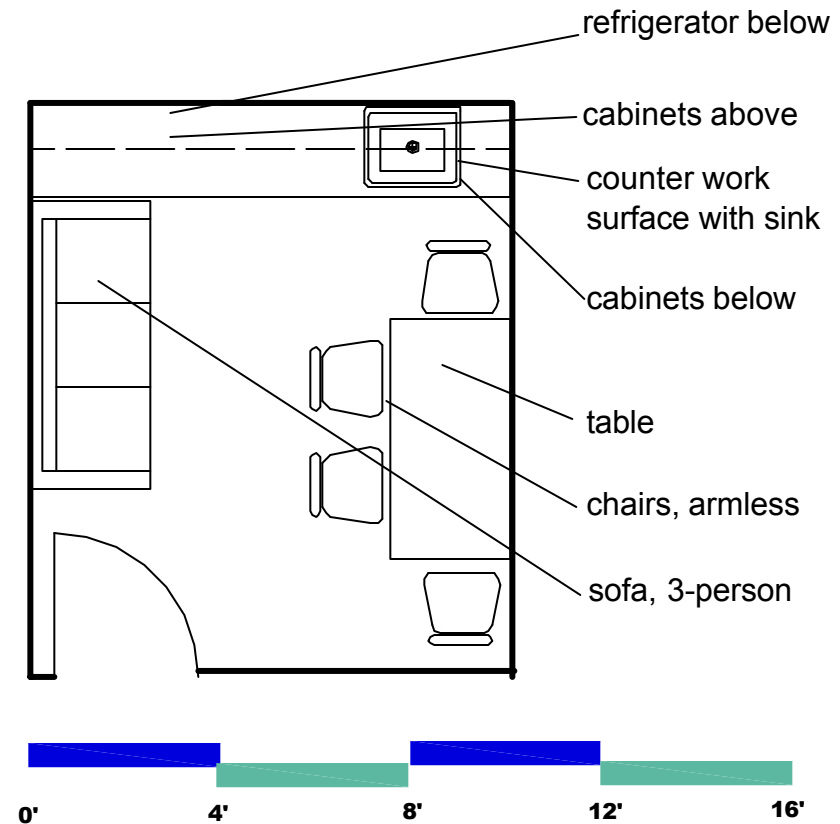 refrigerator below
cabinets above
counter work
surface with sink
cabinets below
table
chairs, armless
sofa, 3-person
0' 4' 8' 12' 16'